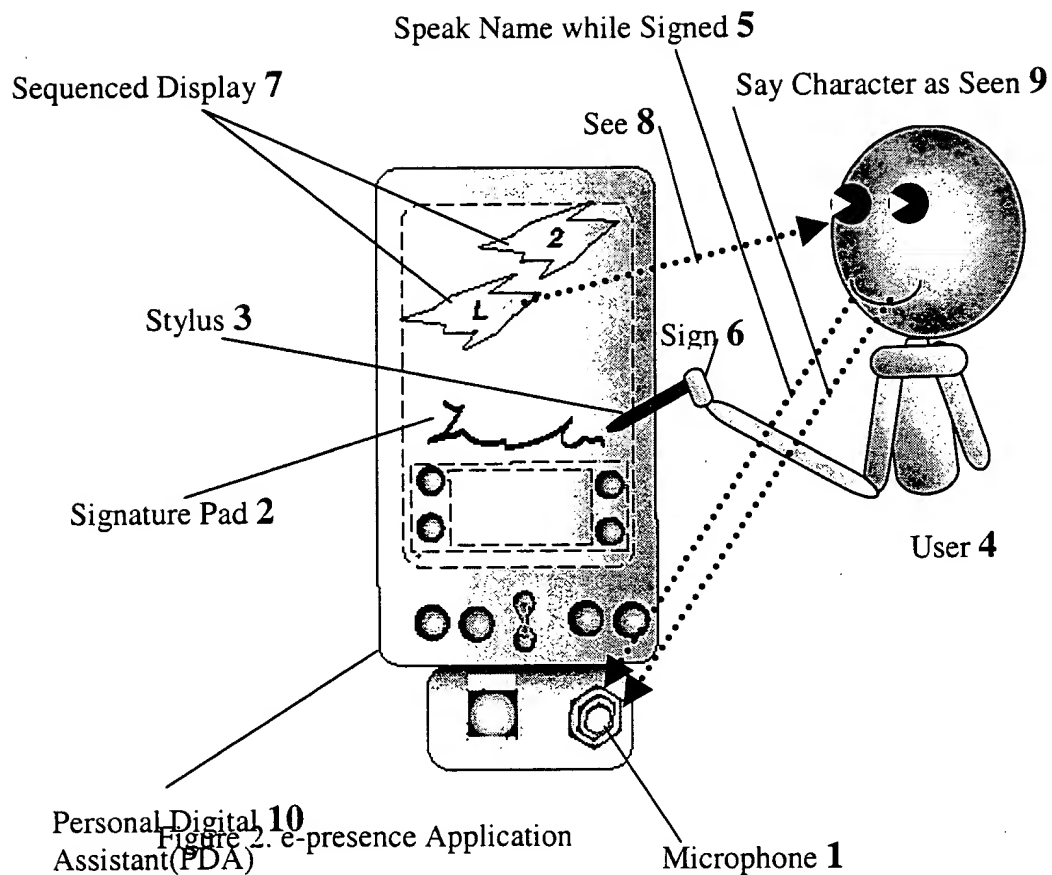 Speak Name while Signed 5
Sequenced Display 7
Say Character as Seen 9
See 8
2
L
Stylus 3
Sign 6
Signature Pad 2
User 4
Personal Digital 10
Assistant(PDA)
Figure 2. e-presence Application
Microphone 1